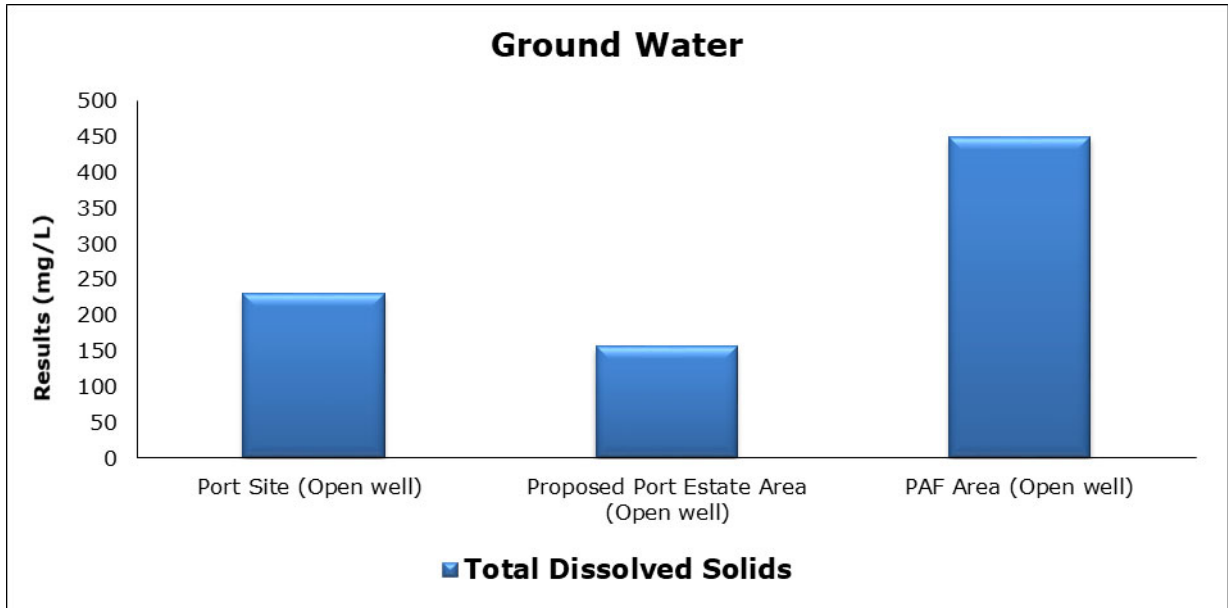 Ground Water
Results (mg/L)
500
450
400
350
300
250
200
150
100
50
0
Port Site (Open well)
Proposed Port Estate Area
(Open well)
PAF Area (Open well)
Total Dissolved Solids